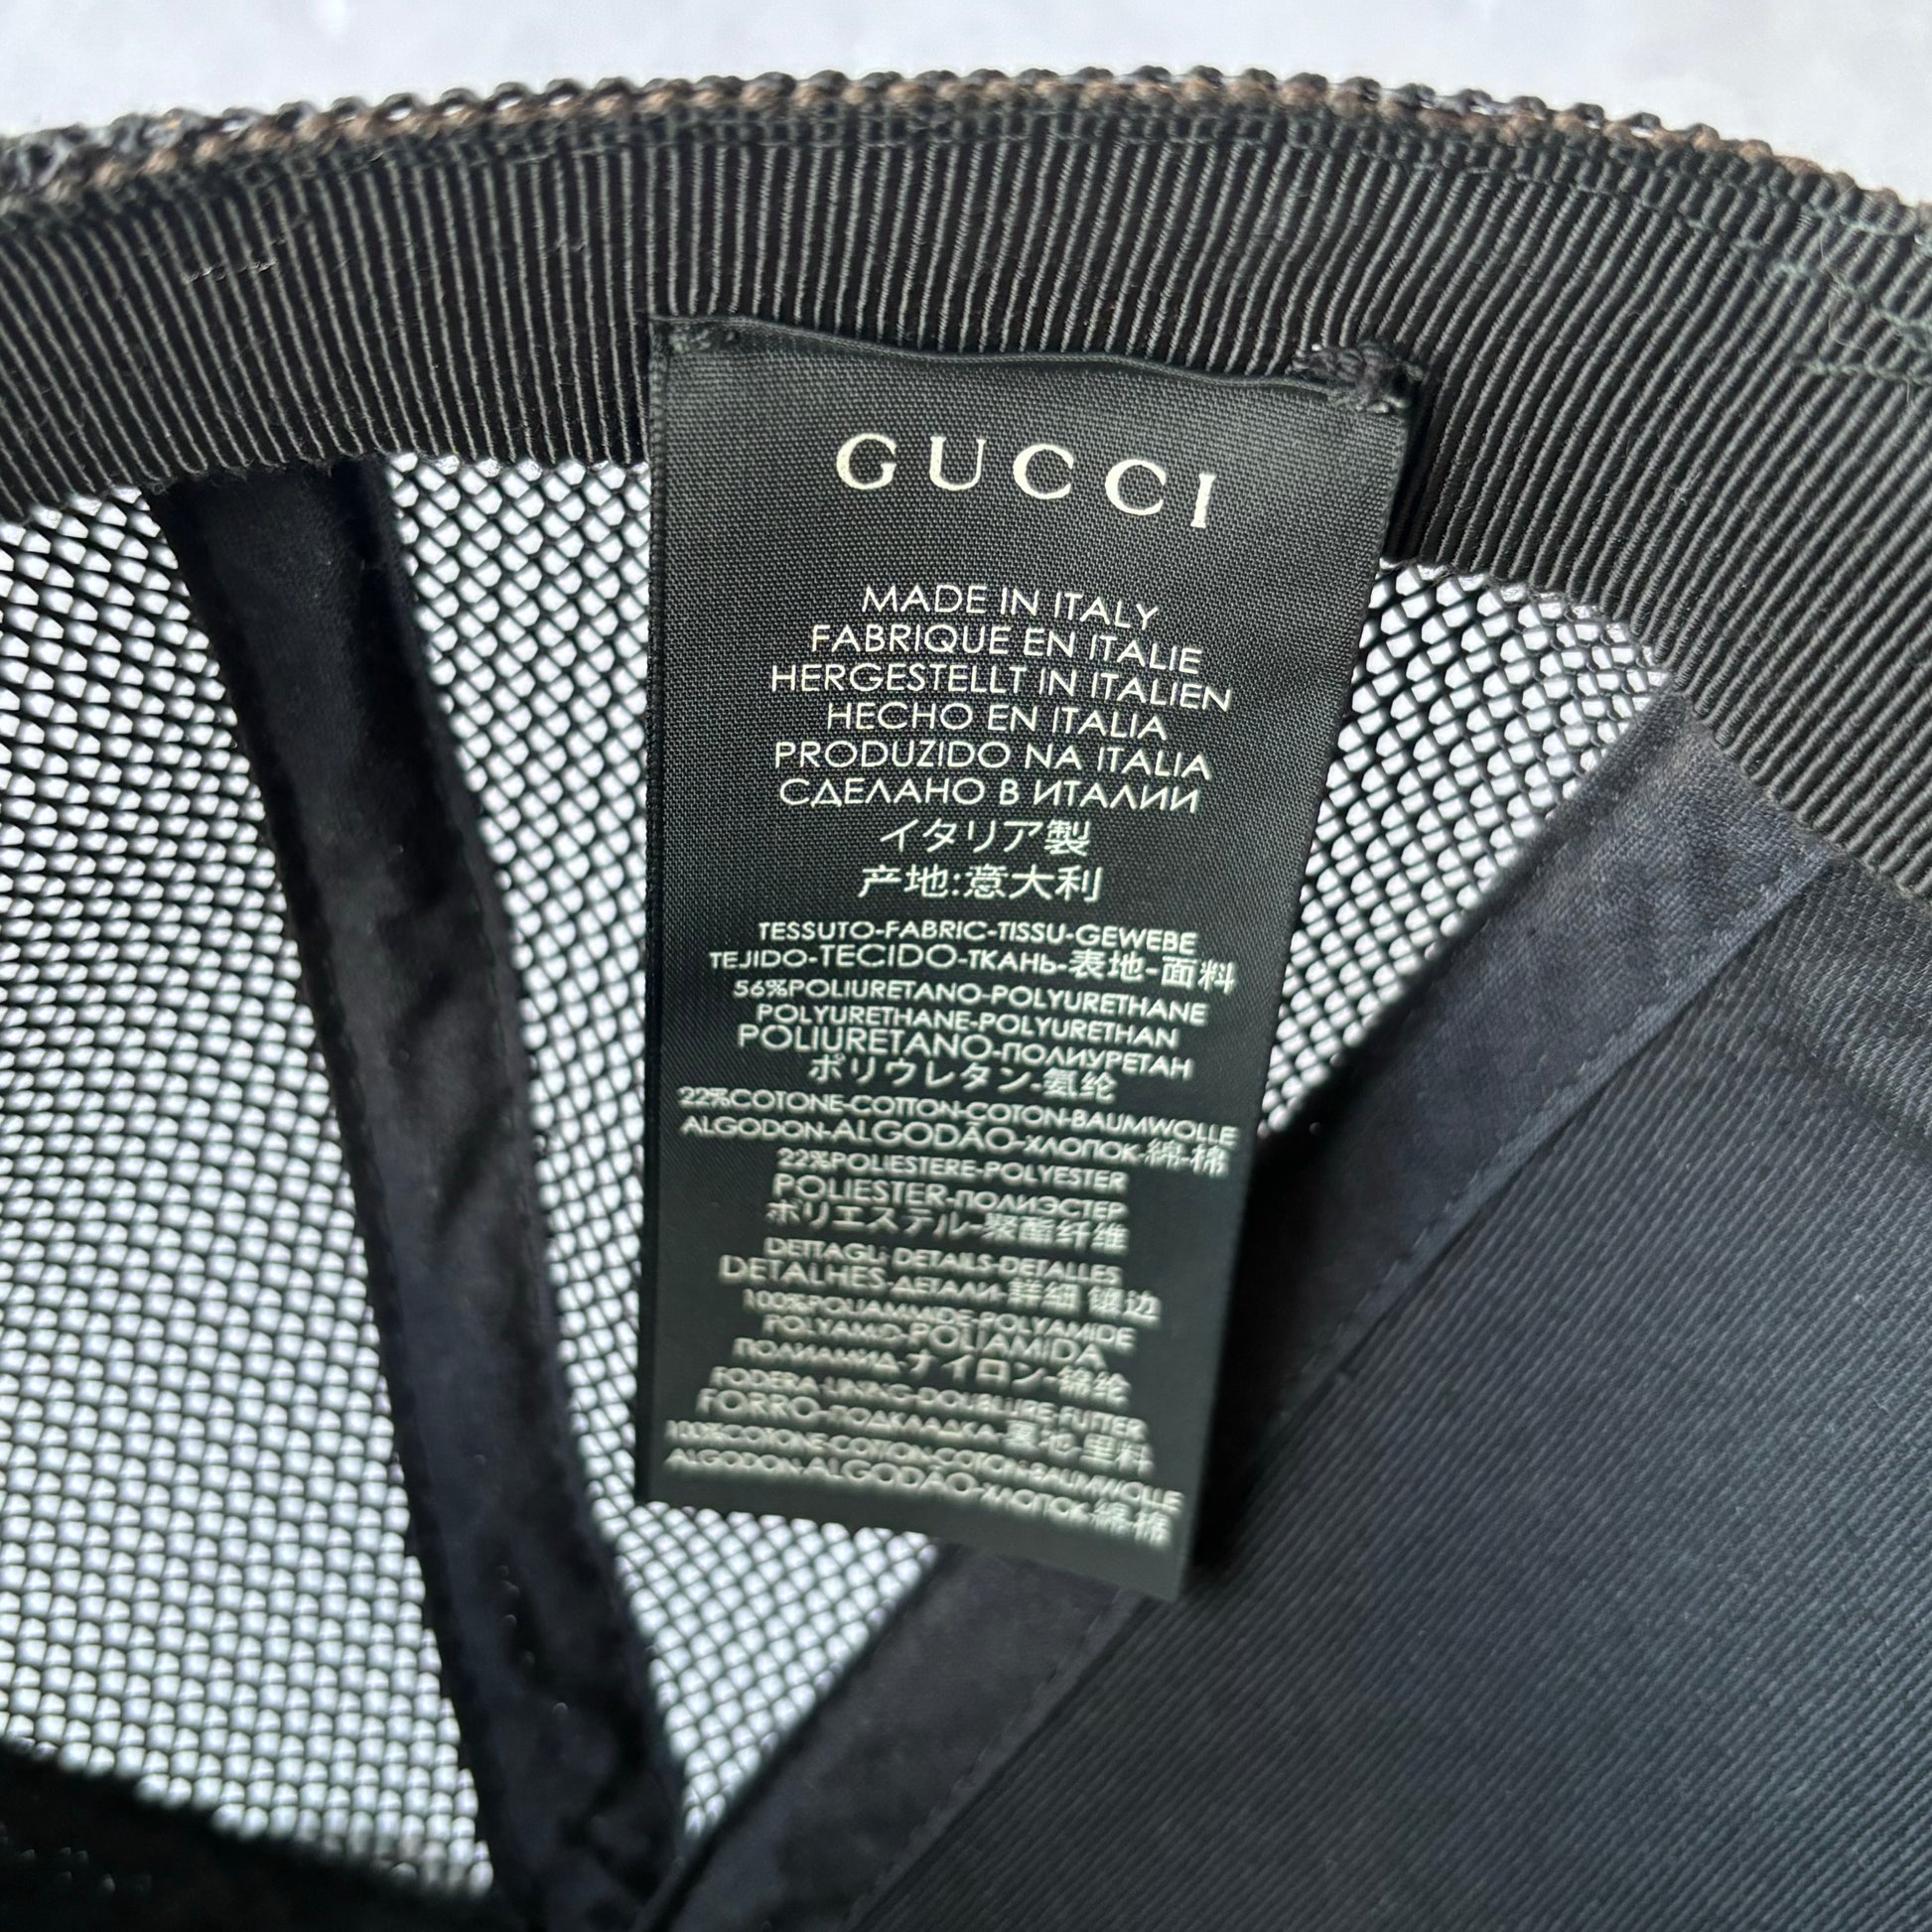 GUCCI
MADE IN ITALY
FABRIQUE EN ITALIE
HERGESTELLT IN ITALIEN
HECHO EN ITALIA
PRODUZIDO NA ITALIA
СДЕЛАНО В ИТАЛИИ
イタリア製
产地:意大利
TESSUTO-FABRIC-TISSU-GEWEBE
TEJIDO-TECIDO-ТКАНЬ-表地-面料
56%POLIURETANO-POLYURETHANE
POLYURETHANE-POLYURETHAN
POLIURETANO-ПОЛИУРЕТАН
ポリウレタン-氨纶
22%COTONE-COTTON-COTON-BAUMWOLLE
ALGODON-ALGODÃO-ХЛОПОК-綿-棉
22%POLIESTERE-POLYESTER
POLIESTER-ПОЛИЭСТЕР
ポリエステル-聚酯纤维
DETTAGLI-DETAILS-DETALLES
DETALHES-ДЕТАЛИ-詳細 镶边
100%POLIAMMIDE-POLYAMIDE
POLYAMID-POLIAMIDA
ПОЛИАМИД-ナイロン-锦纶
FODERA-LINING-DOUBLURE-FUTTER
FORRO-ПОДКЛАДКА-裏地-里料
100%COTONE-COTTON-COTON-BAUMWOLLE
ALGODON-ALGODÃO-ХЛОПОК-綿-棉